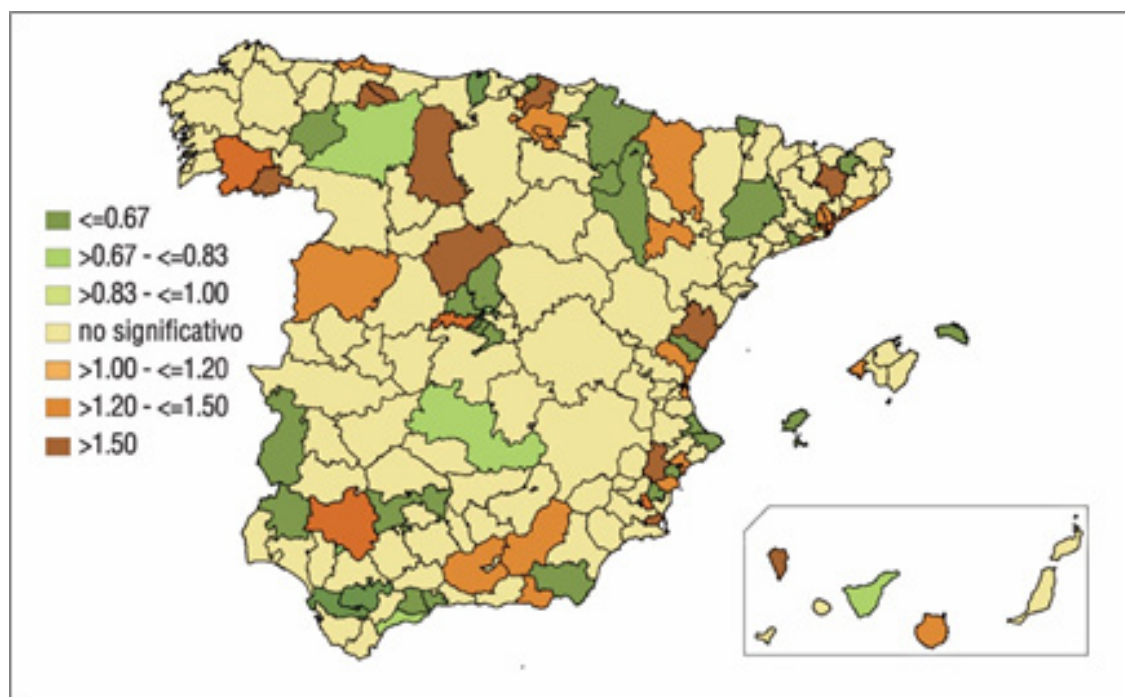 <=0.67
>0.67 - <=0.83
>0.83 - <=1.00
no significativo
>1.00 - <=1.20
>1.20 - <=1.50
>1.50